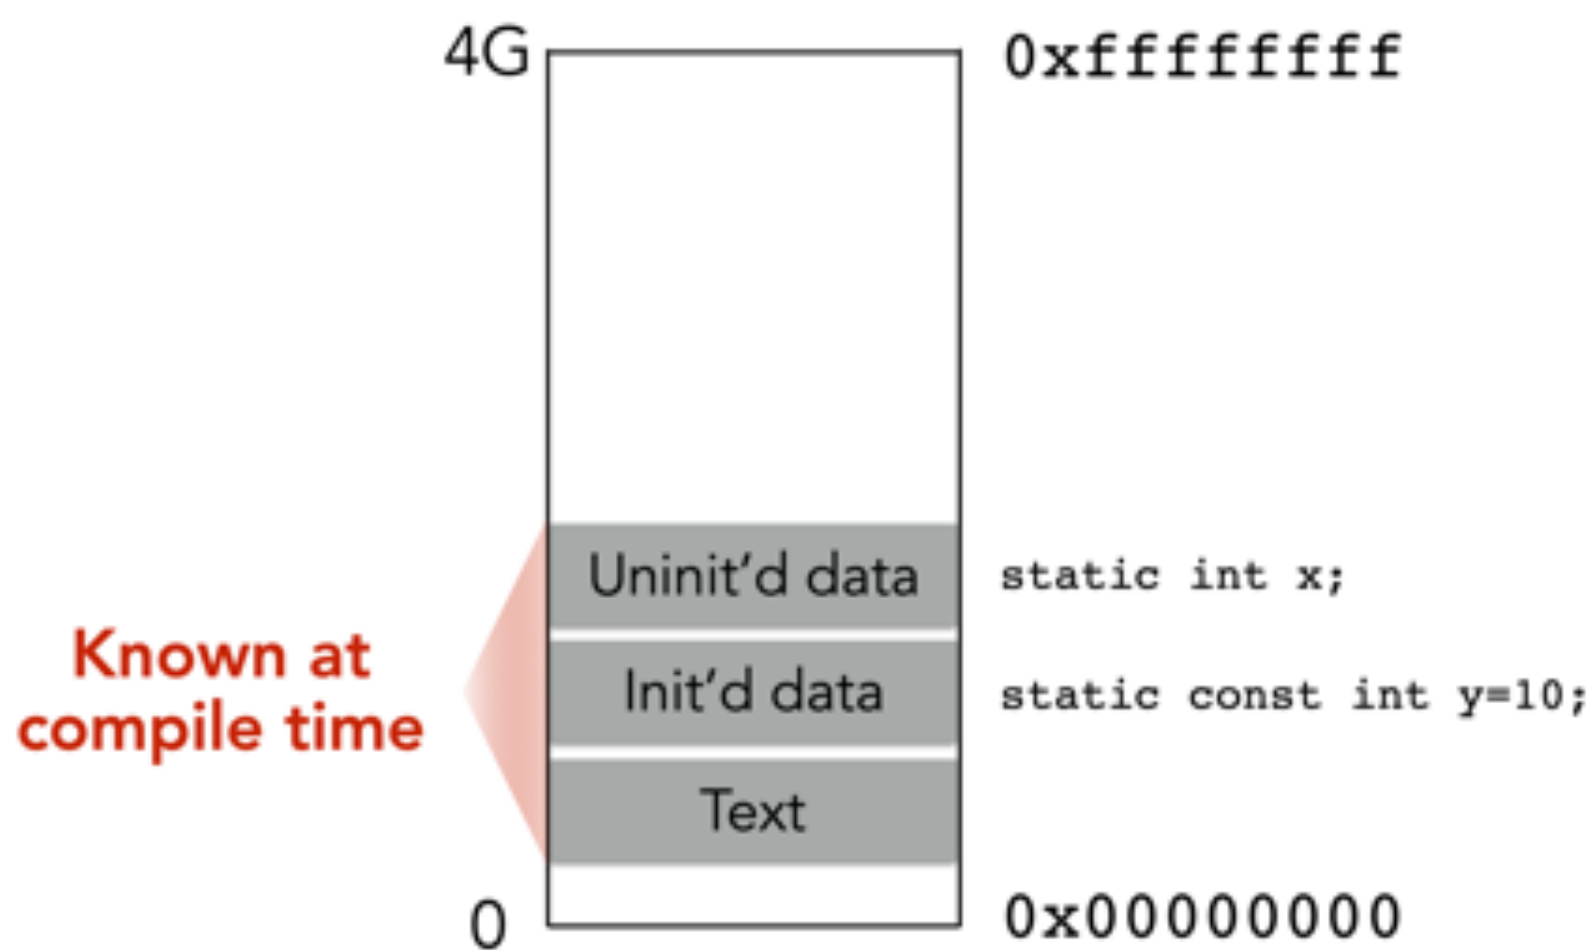 4G
0xffffffff
Uninit’d data
static int x;
Known at
compile time
Init’d data
static const int y=10;
Text
0
0x00000000